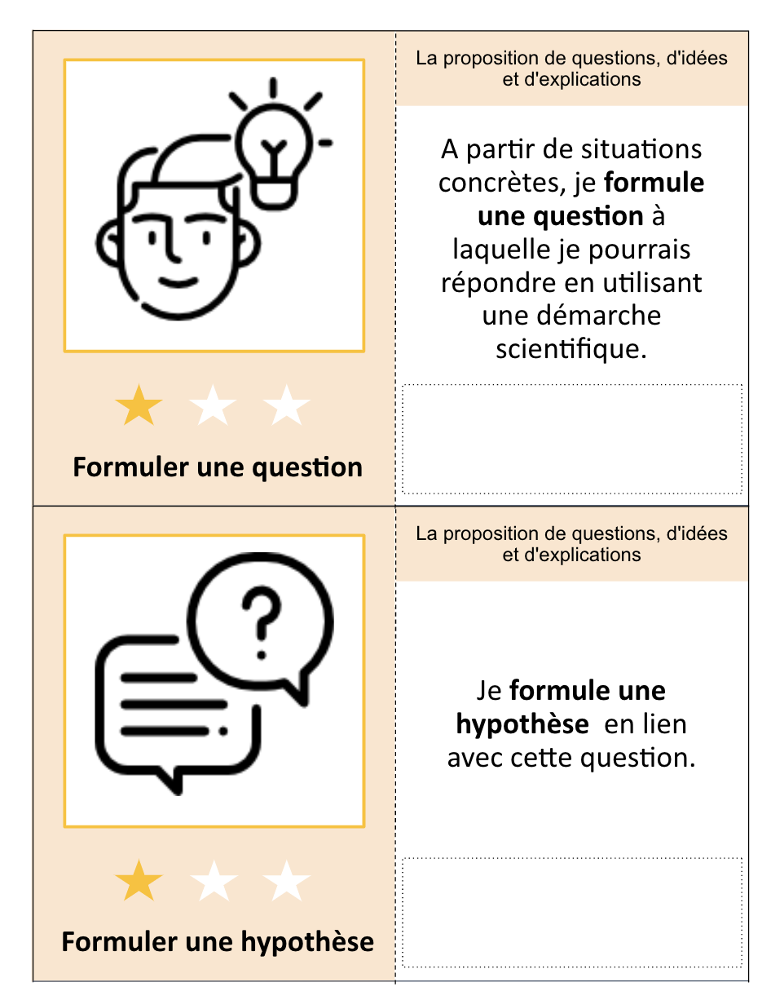 La proposition de questions, d'idées
et d'explications
A partir de situations
concrètes, je formule
une question à
laquelle je pourrais
répondre en utilisant
une démarche
scientifique.
Formuler une question
La proposition de questions, d'idées
et d'explications
Je formule une
hypothèse  en lien
avec cette question.
Formuler une hypothèse